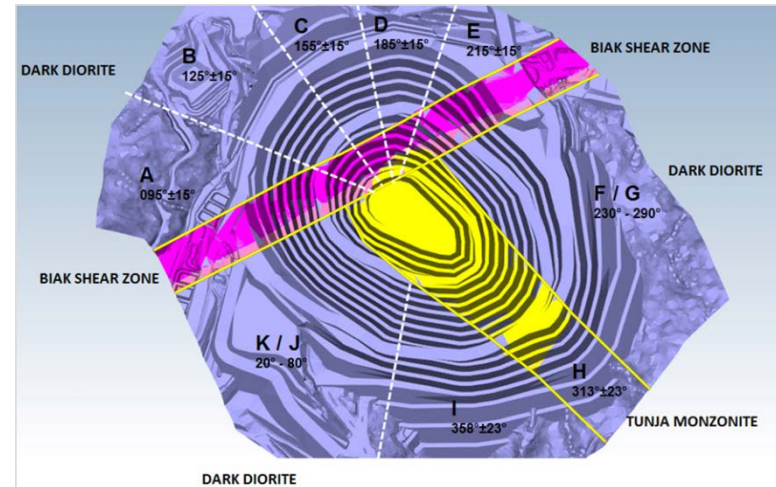 C
155°±15°
D
185°±15°
E
215°±15°
BIAK SHEAR ZONE
B
125°±15°
DARK DIORITE
A
095°±15°
DARK DIORITE
F / G
230° - 290°
BIAK SHEAR ZONE
K / J
20° - 80°
H
313°±23°
I
358°±23°
TUNJA MONZONITE
DARK DIORITE